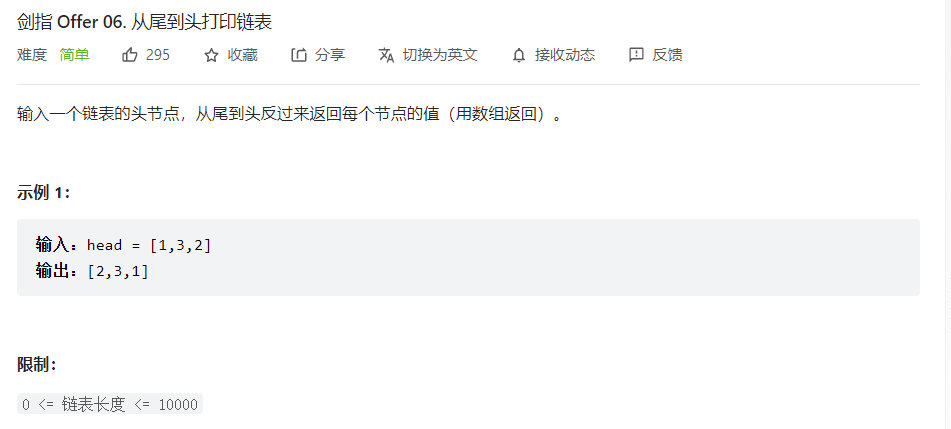 剑指 Offer 06. 从尾到头打印链表
难度 简单 295 收藏 分享 切换为英文 接收动态 反馈
输入一个链表的头节点，从尾到头反过来返回每个节点的值（用数组返回）。
示例 1：
输入：head = [1,3,2]
输出：[2,3,1]
限制：
0 <= 链表长度 <= 10000